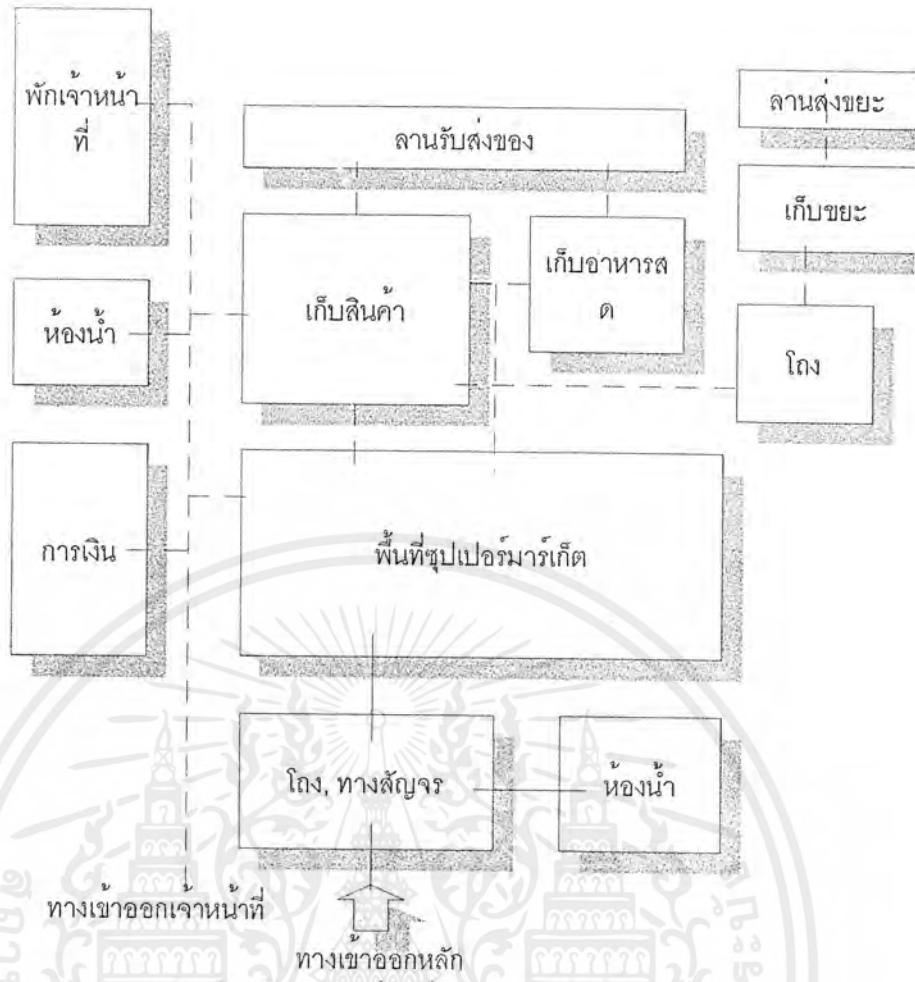 พักเจ้าหน้า
ที่
ลานรับส่งของ
ลานส่งขยะ
เก็บขยะ
เก็บสินค้า
เก็บอาหารส
ด
ห้องน้ำ
โถง
การเงิน
พื้นที่ซุปเปอร์มาร์เก็ต
โถง, ทางสัญจร
ห้องน้ำ
ทางเข้าออกเจ้าหน้าที่
ทางเข้าออกหลัก